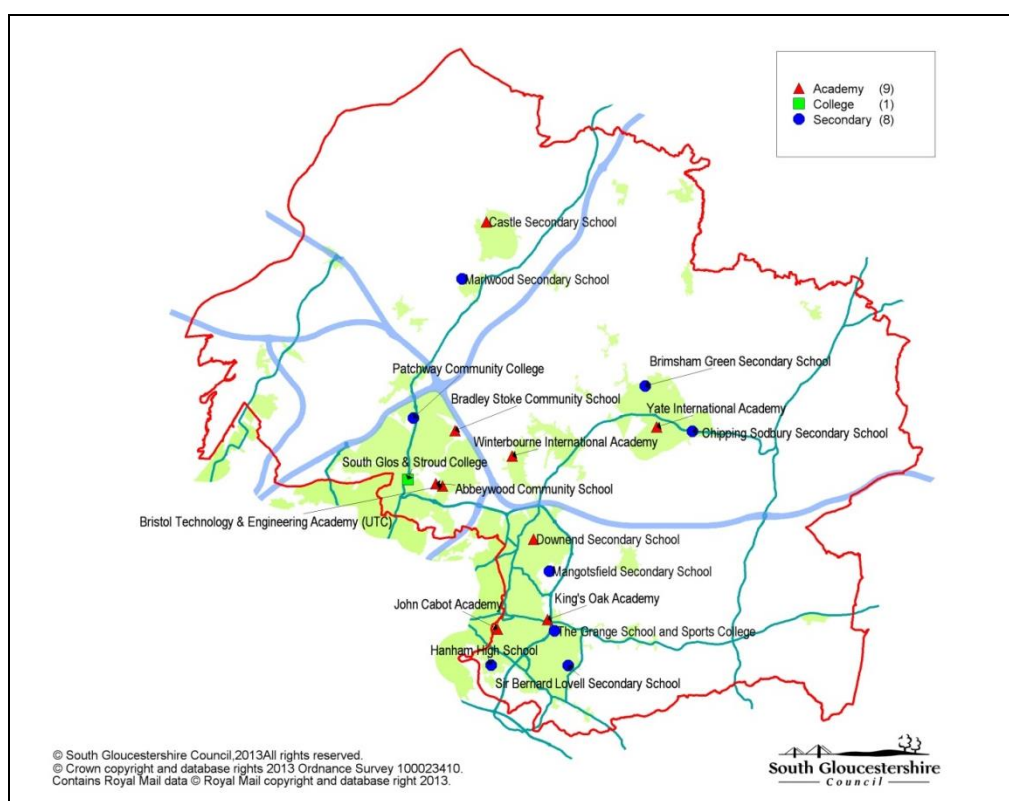 Academy (9)
College (1)
Secondary (8)
Castle Secondary School
Marlwood Secondary School
Patchway Community College
Brimsham Green Secondary School
Bradley Stoke Community School
Yate International Academy
Winterbourne International Academy
Chipping Sodbury Secondary School
South Glos & Stroud College
Abbeywood Community School
Bristol Technology & Engineering Academy (UTC)
Downend Secondary School
Mangotsfield Secondary School
John Cabot Academy
King's Oak Academy
The Grange School and Sports College
Hanham High School
Sir Bernard Lovell Secondary School
© South Gloucestershire Council,2013All rights reserved.
© Crown copyright and database rights 2013 Ordnance Survey 100023410.
Contains Royal Mail data © Royal Mail copyright and database right 2013.
South Gloucestershire
Council